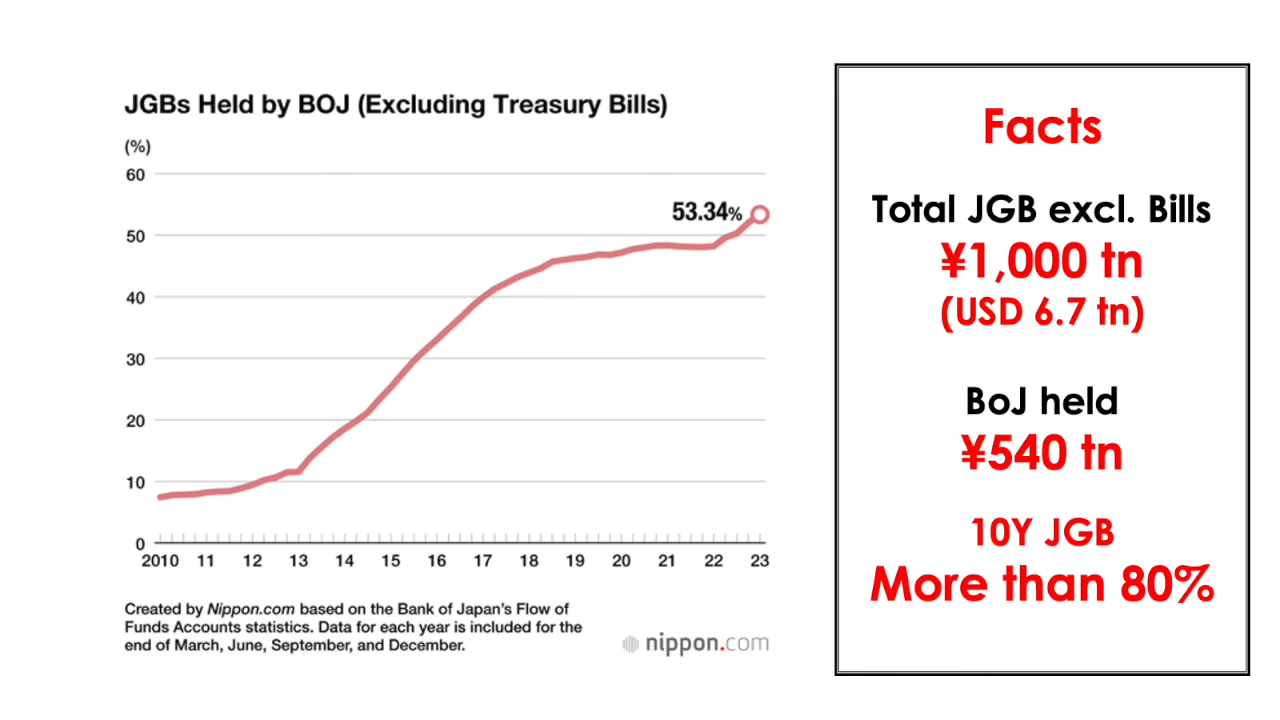 JGBs Held by BOJ (Excluding Treasury Bills)
(%)
60
53.34%
50
40
30
20
10
0
2010 11 12 13 14 15 16 17 18 19 20 21 22 23
Created by Nippon.com based on the Bank of Japan's Flow of
Funds Accounts statistics. Data for each year is included for the
end of March, June, September, and December.
nippon.com
Facts
Total JGB excl. Bills
¥1,000 tn
(USD 6.7 tn)
BoJ held
¥540 tn
10Y JGB
More than 80%